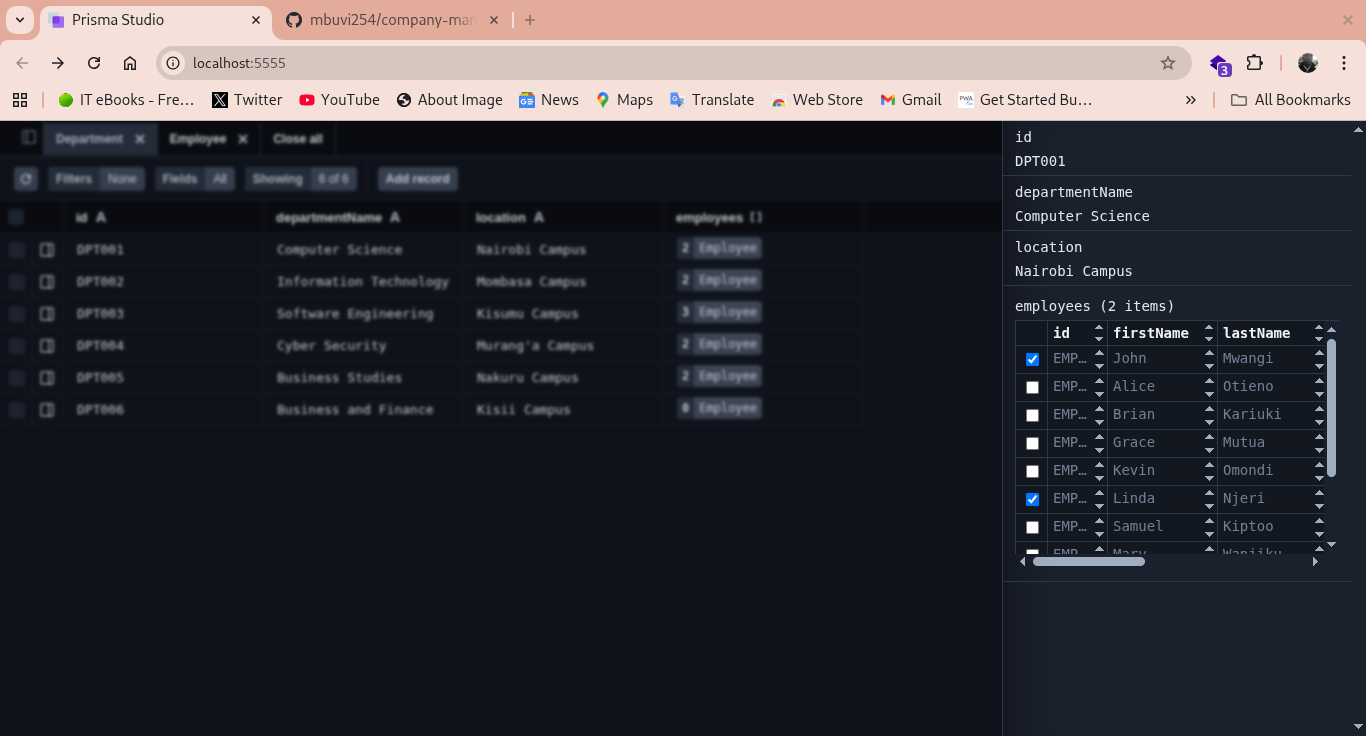 Prisma Studio
mbuvi254/company-man
localhost:5555
3
IT eBooks - Fre… Twitter YouTube About Image News Maps Translate Web Store Gmail Get Started Bu… All Bookmarks
Department Employee Close all
Filters None Fields All Showing 6 of 6 Add record
id A departmentName A location A employees []
DPT001 Computer Science Nairobi Campus 2 Employee
DPT002 Information Technology Mombasa Campus 2 Employee
DPT003 Software Engineering Kisumu Campus 3 Employee
DPT004 Cyber Security Murang'a Campus 2 Employee
DPT005 Business Studies Nakuru Campus 2 Employee
DPT006 Business and Finance Kisii Campus 0 Employee
id
DPT001
departmentName
Computer Science
location
Nairobi Campus
employees (2 items)
id firstName lastName
EMP… John Mwangi
EMP… Alice Otieno
EMP… Brian Kariuki
EMP… Grace Mutua
EMP… Kevin Omondi
EMP… Linda Njeri
EMP… Samuel Kiptoo
EMP… Mary Wanjiku